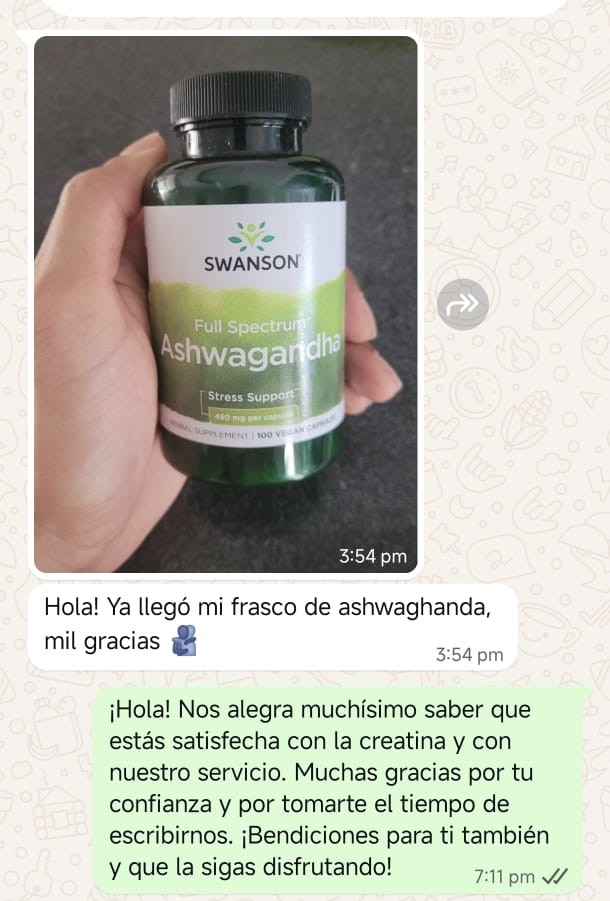 SWANSON
Full Spectrum
Ashwagandha
Stress Support™
450 mg per capsule
HERBAL SUPPLEMENT | 100 VEGAN CAPSULES
3:54 pm
Hola! Ya llegó mi frasco de ashwaghanda,
mil gracias 🫂
3:54 pm
¡Hola! Nos alegra muchísimo saber que
estás satisfecha con la creatina y con
nuestro servicio. Muchas gracias por tu
confianza y por tomarte el tiempo de
escribirnos. ¡Bendiciones para ti también
y que la sigas disfrutando!
7:11 pm